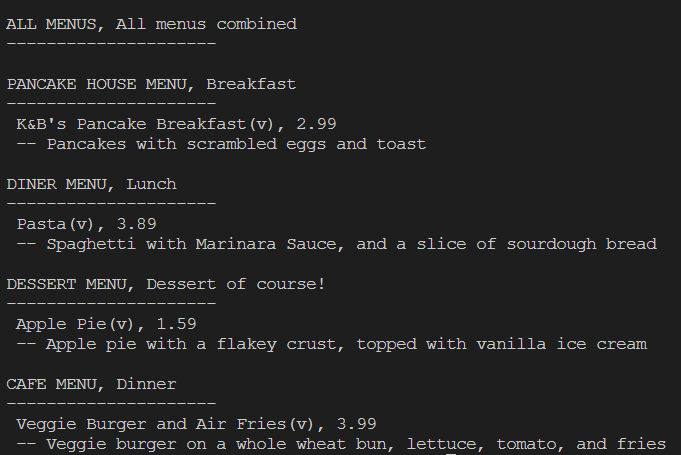 ALL MENUS, All menus combined
---------------------
PANCAKE HOUSE MENU, Breakfast
---------------------
K&B's Pancake Breakfast(v), 2.99
-- Pancakes with scrambled eggs and toast
DINER MENU, Lunch
---------------------
Pasta(v), 3.89
-- Spaghetti with Marinara Sauce, and a slice of sourdough bread
DESSERT MENU, Dessert of course!
---------------------
Apple Pie(v), 1.59
-- Apple pie with a flakey crust, topped with vanilla ice cream
CAFE MENU, Dinner
---------------------
Veggie Burger and Air Fries(v), 3.99
-- Veggie burger on a whole wheat bun, lettuce, tomato, and fries